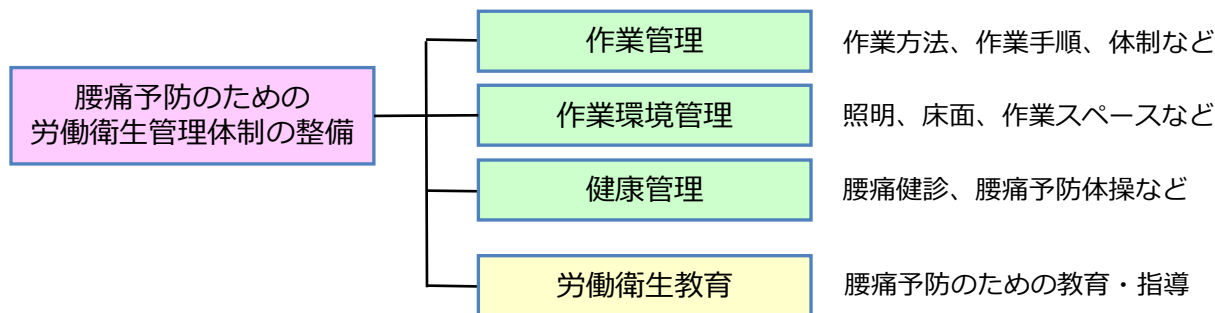 腰痛予防のための
労働衛生管理体制の整備
作業管理
作業方法、作業手順、体制など
作業環境管理
照明、床面、作業スペースなど
健康管理
腰痛健診、腰痛予防体操など
労働衛生教育
腰痛予防のための教育・指導